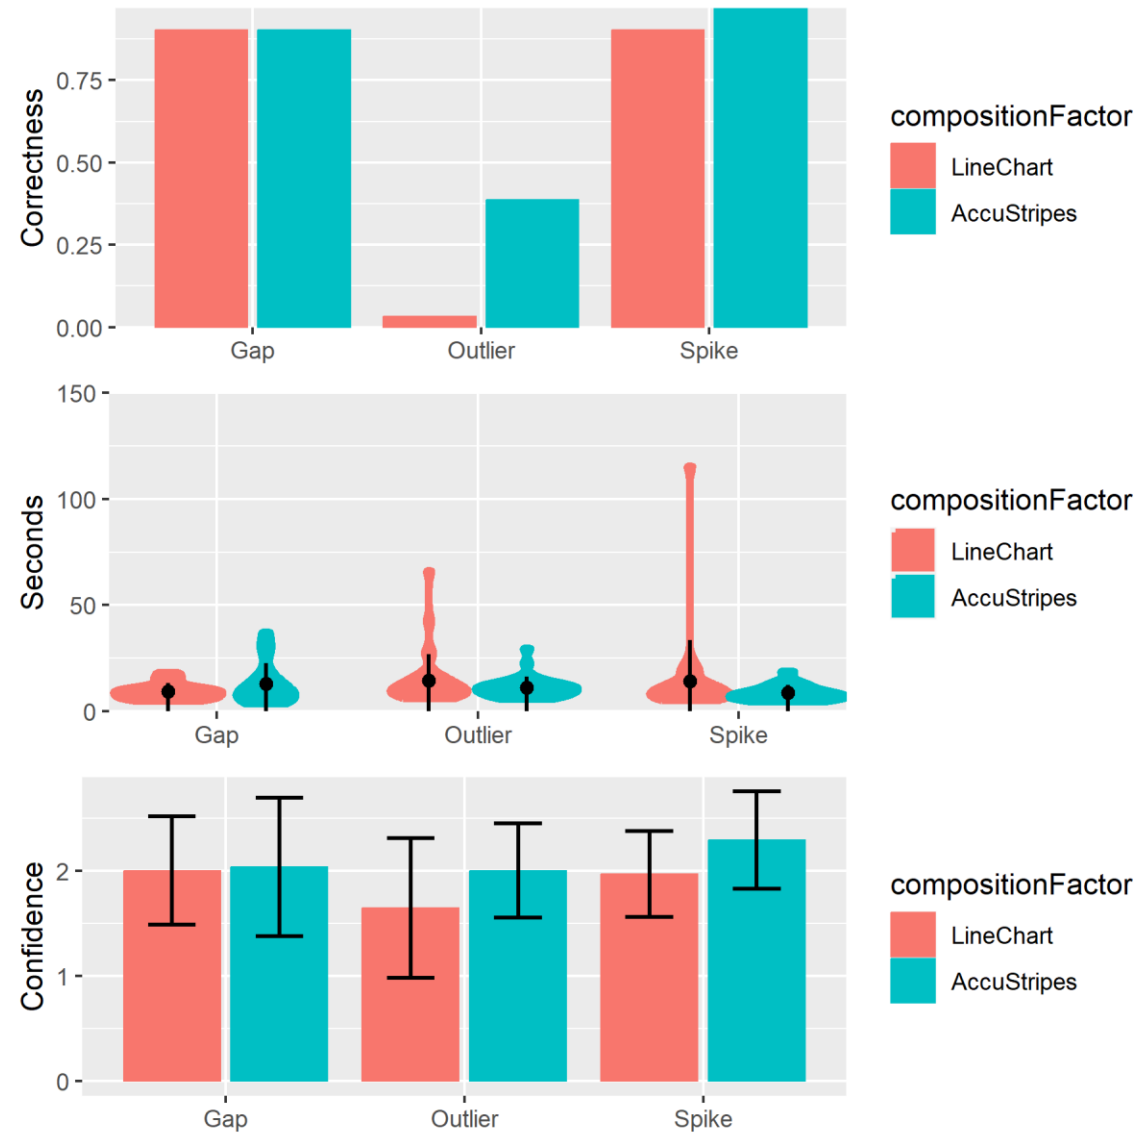 Correctness
0.75
0.50
0.25
0.00
Gap Outlier Spike
compositionFactor
LineChart
AccuStripes
Seconds
150
100
50
0
Gap Outlier Spike
compositionFactor
LineChart
AccuStripes
Confidence
2
1
0
Gap Outlier Spike
compositionFactor
LineChart
AccuStripes